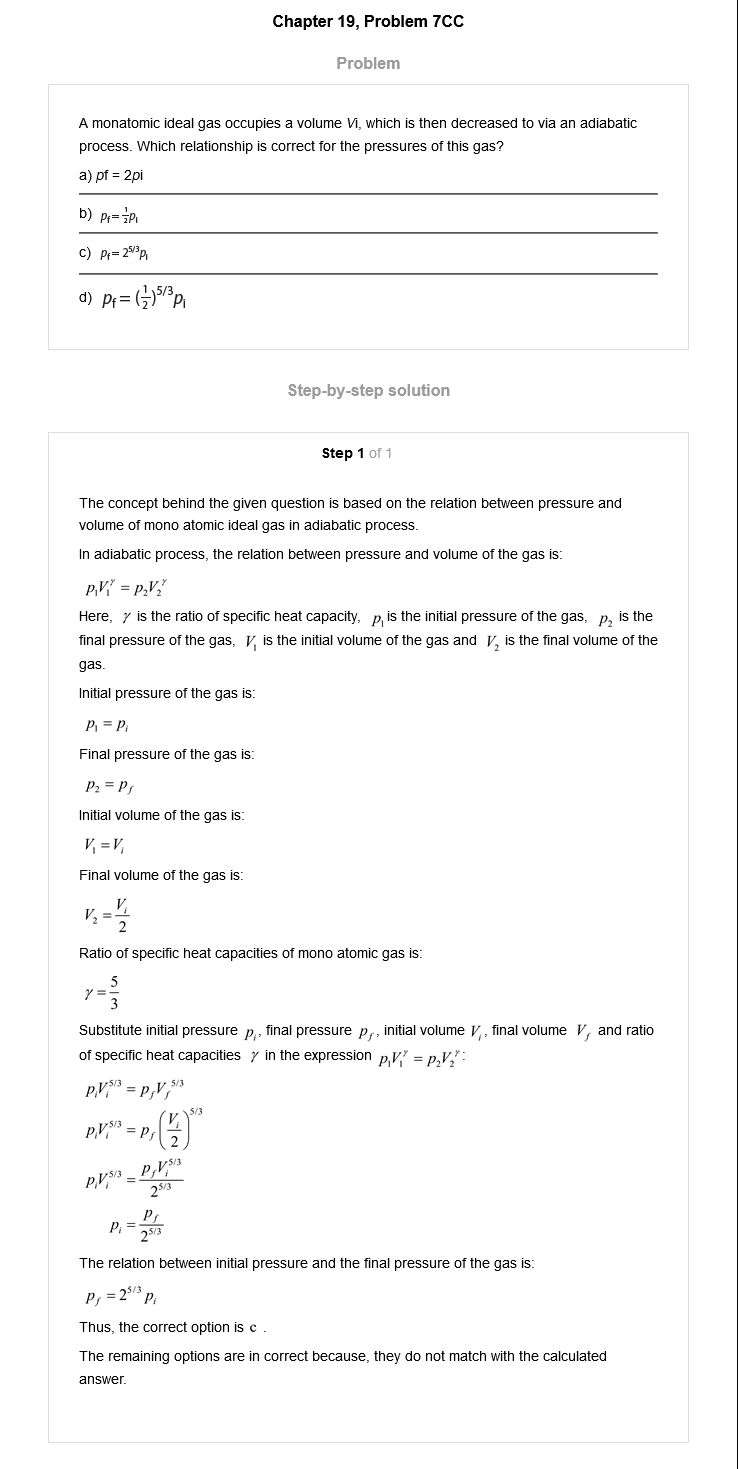 Chapter 19, Problem 7CC
Problem
A monatomic ideal gas occupies a volume Vi, which is then decreased to via an adiabatic
process. Which relationship is correct for the pressures of this gas?
a) pf = 2pi
b) p_f = \frac{1}{2}p_i
c) p_f = 2^{5/3}p_i
d) p_f = (\frac{1}{2})^{5/3}p_i
Step-by-step solution
Step 1 of 1
The concept behind the given question is based on the relation between pressure and
volume of mono atomic ideal gas in adiabatic process.
In adiabatic process, the relation between pressure and volume of the gas is:
p_1V_1^γ = p_2V_2^γ
Here, γ is the ratio of specific heat capacity, p_1 is the initial pressure of the gas, p_2 is the
final pressure of the gas, V_1 is the initial volume of the gas and V_2 is the final volume of the
gas.
Initial pressure of the gas is:
p_1 = p_i
Final pressure of the gas is:
p_2 = p_f
Initial volume of the gas is:
V_1 = V_i
Final volume of the gas is:
V_2 = \frac{V_i}{2}
Ratio of specific heat capacities of mono atomic gas is:
γ = \frac{5}{3}
Substitute initial pressure p_i, final pressure p_f, initial volume V_i, final volume V_f and ratio
of specific heat capacities γ in the expression p_1V_1^γ = p_2V_2^γ:
p_iV_i^{5/3} = p_fV_f^{5/3}
p_iV_i^{5/3} = p_f(\frac{V_i}{2})^{5/3}
p_iV_i^{5/3} = \frac{p_fV_i^{5/3}}{2^{5/3}}
p_i = \frac{p_f}{2^{5/3}}
The relation between initial pressure and the final pressure of the gas is:
p_f = 2^{5/3} p_i
Thus, the correct option is c .
The remaining options are in correct because, they do not match with the calculated
answer.